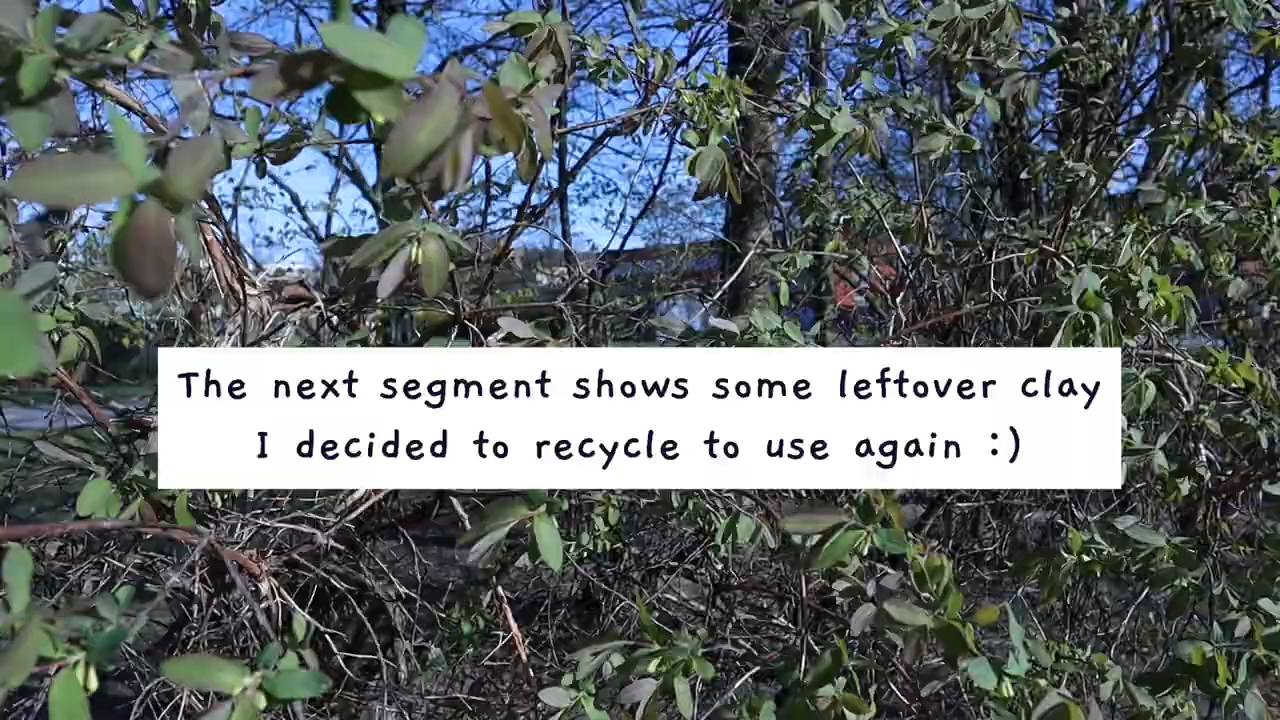 The next segment shows some leftover clay
I decided to recycle to use again :)